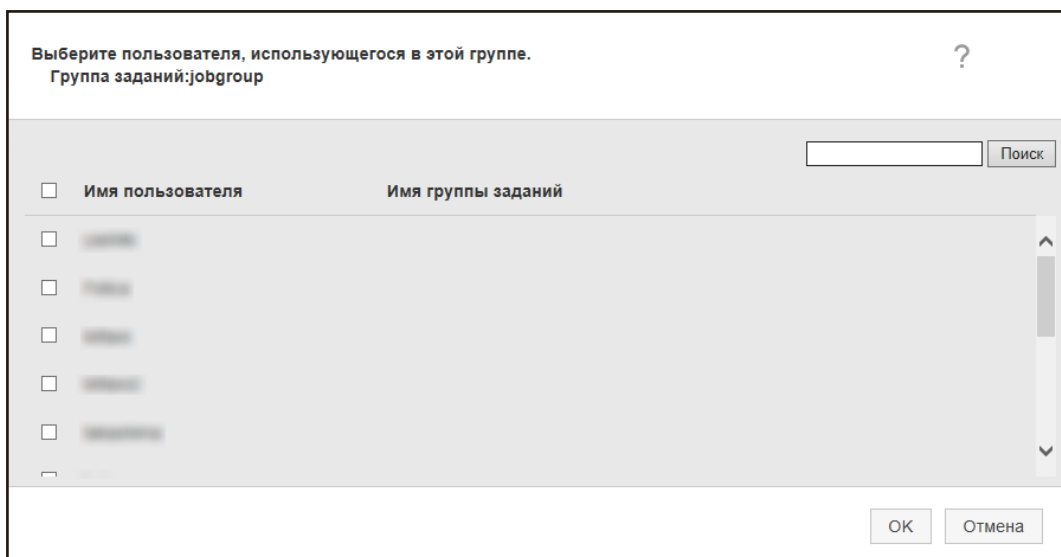 Выберите пользователя, использующегося в этой группе.
Группа заданий:jobgroup
?
Поиск
Имя пользователя Имя группы заданий
OK Отмена